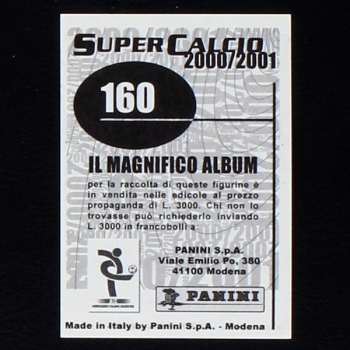 SUPERCALCIO
2000/2001
160
IL MAGNIFICO ALBUM
per la raccolta di queste figurine è
in vendita nelle edicole al prezzo
propaganda di L. 3000. Chi non lo
trovasse può richiederlo inviando
L. 3000 in francobolli a:
PANINI S.p.A.
Viale Emilio Po, 380
41100 Modena
PANINI
Made in Italy by Panini S.p.A. - Modena